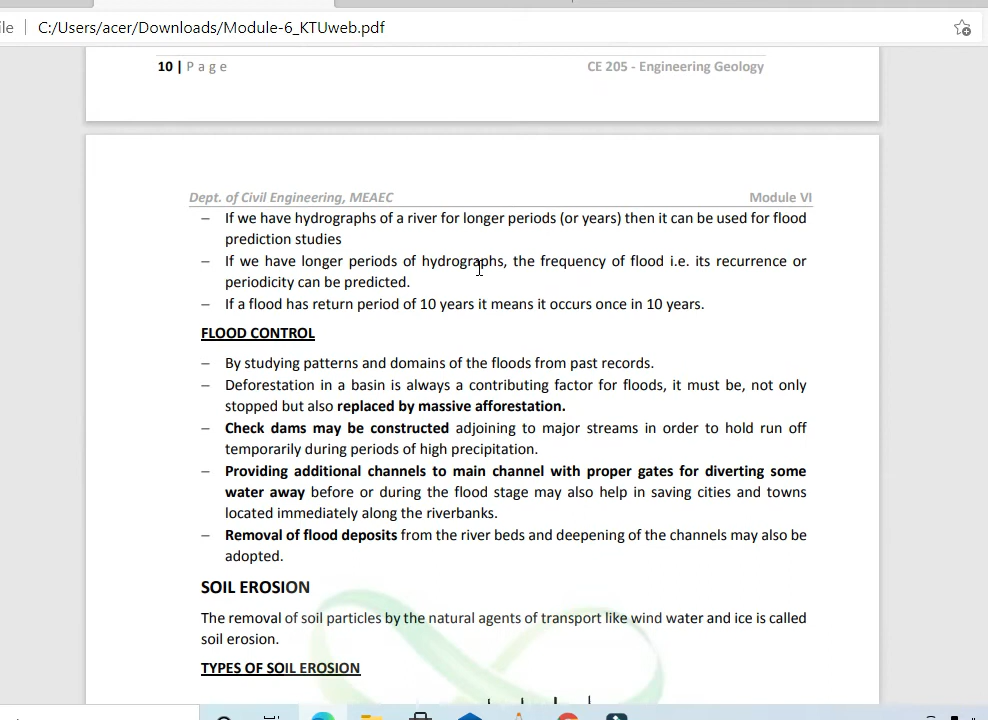 ile C:/Users/acer/Downloads/Module-6_KTUweb.pdf
10 | P a g e CE 205 - Engineering Geology
Dept. of Civil Engineering, MEAEC Module VI
– If we have hydrographs of a river for longer periods (or years) then it can be used for flood
prediction studies
– If we have longer periods of hydrographs, the frequency of flood i.e. its recurrence or
periodicity can be predicted.
– If a flood has return period of 10 years it means it occurs once in 10 years.
FLOOD CONTROL
– By studying patterns and domains of the floods from past records.
– Deforestation in a basin is always a contributing factor for floods, it must be, not only
stopped but also replaced by massive afforestation.
– Check dams may be constructed adjoining to major streams in order to hold run off
temporarily during periods of high precipitation.
– Providing additional channels to main channel with proper gates for diverting some
water away before or during the flood stage may also help in saving cities and towns
located immediately along the riverbanks.
– Removal of flood deposits from the river beds and deepening of the channels may also be
adopted.
SOIL EROSION
The removal of soil particles by the natural agents of transport like wind water and ice is called
soil erosion.
TYPES OF SOIL EROSION